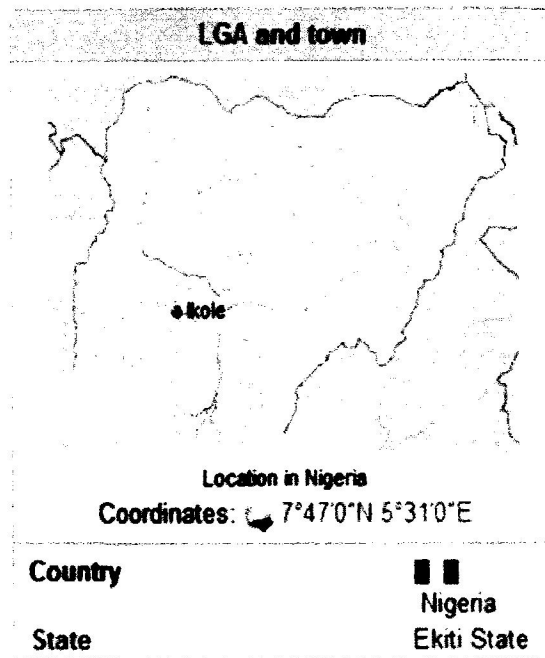 LGA and town
Ikole
Location in Nigeria
Coordinates: 7°47′0″N 5°31′0″E
Country
Nigeria
State Ekiti State